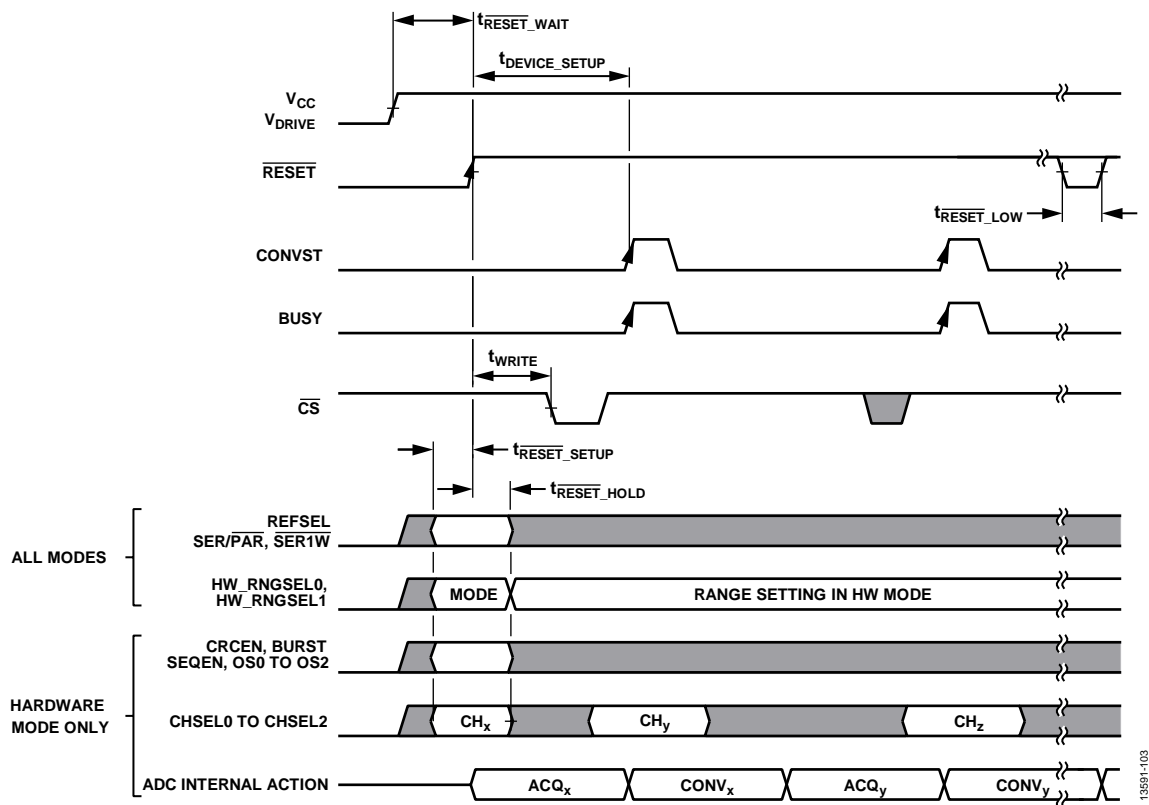 tRESET_WAIT
tDEVICE_SETUP
VCC
VDRIVE
RESET
tRESET_LOW
CONVST
BUSY
tWRITE
CS
tRESET_SETUP
tRESET_HOLD
ALL MODES
REFSEL
SER/PAR, SER1W
HW_RNGSEL0,
HW_RNGSEL1
MODE
RANGE SETTING IN HW MODE
HARDWARE
MODE ONLY
CRCEN, BURST
SEQEN, OS0 TO OS2
CHSEL0 TO CHSEL2
CHx
CHy
CHz
ADC INTERNAL ACTION
ACQx
CONVx
ACQy
CONVy
13591-103